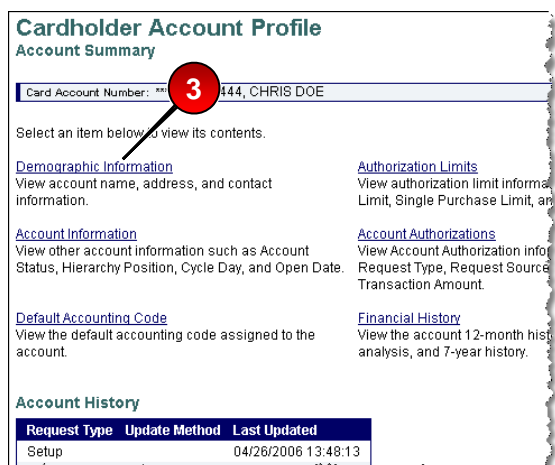 Cardholder Account Profile
Account Summary
Card Account Number: ** 444, CHRIS DOE
3
Select an item below to view its contents.
Demographic Information
View account name, address, and contact
information.
Authorization Limits
View authorization limit informa
Limit, Single Purchase Limit, an
Account Information
View other account information such as Account
Status, Hierarchy Position, Cycle Day, and Open Date.
Account Authorizations
View Account Authorization info
Request Type, Request Source
Transaction Amount.
Default Accounting Code
View the default accounting code assigned to the
account.
Financial History
View the account 12-month hist
analysis, and 7-year history.
Account History
Request Type Update Method Last Updated
Setup 04/26/2006 13:48:13